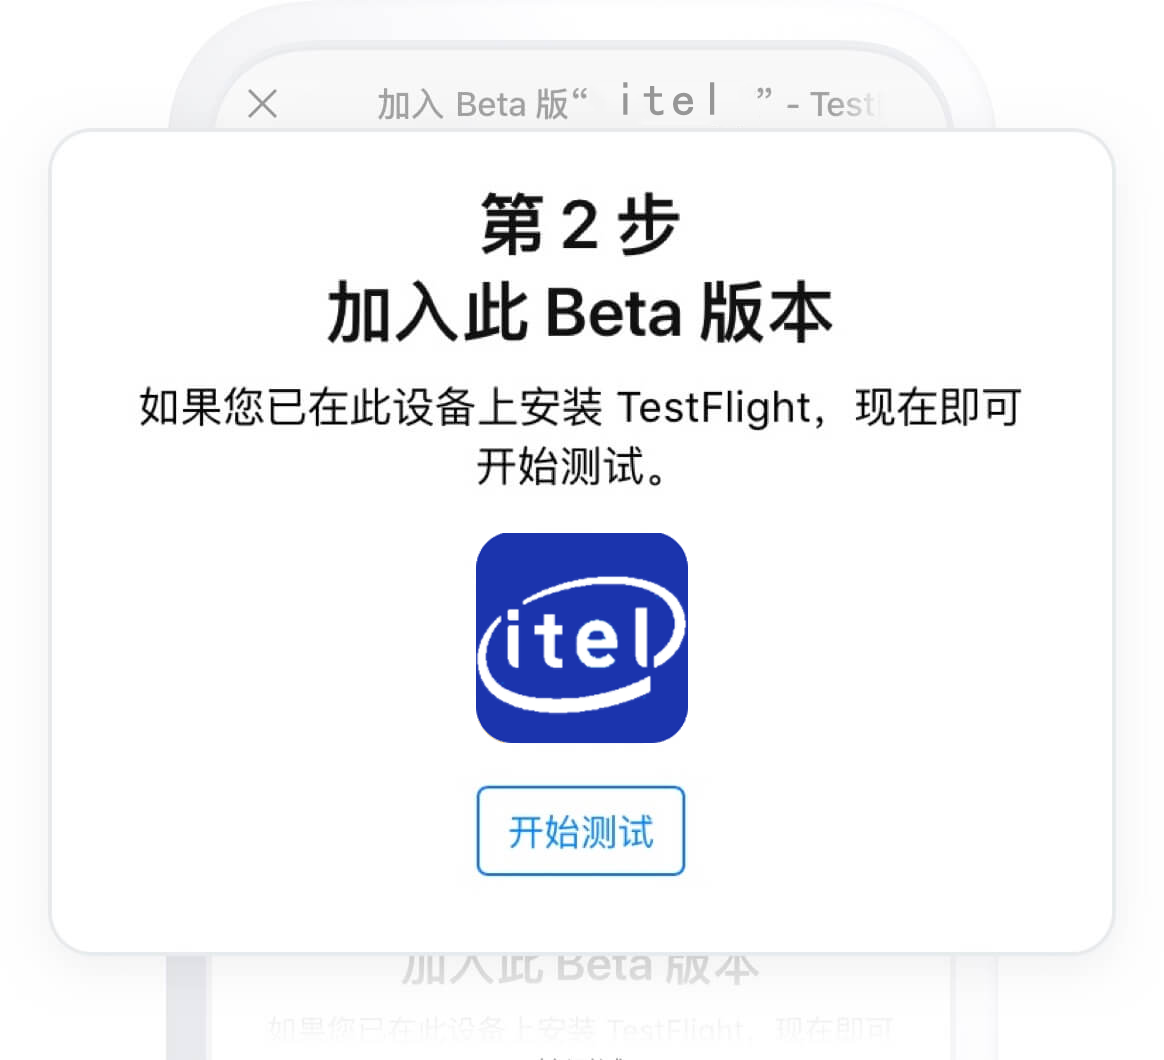 加入 Beta 版“ itel ” - Test
第 2 步
加入此 Beta 版本
如果您已在此设备上安装 TestFlight，现在即可
开始测试。
itel
开始测试
加入此 Beta 版本
如果您已在此设备上安装 TestFlight，现在即可